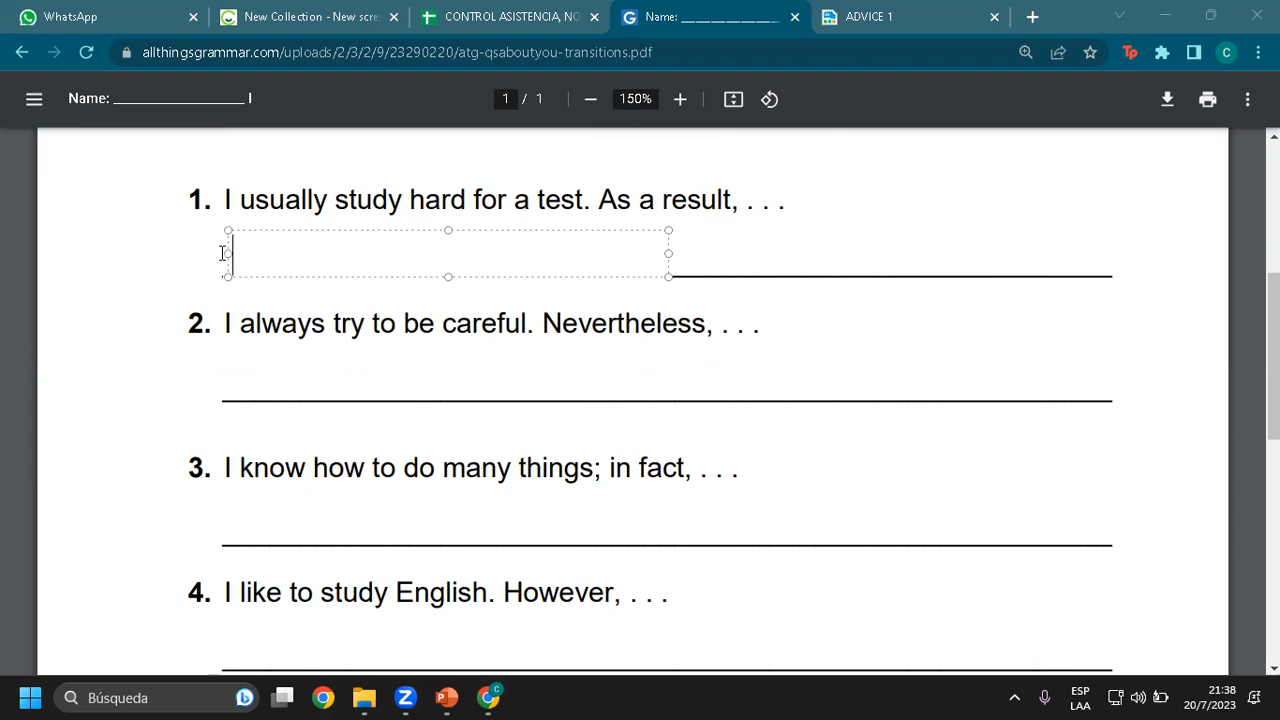 WhatsApp
New Collection - New scre
CONTROL ASISTENCIA, NO
Name: _______________
ADVICE 1
allthingsgrammar.com/uploads/2/3/2/9/23290220/atg-qsaboutyou-transitions.pdf
C
Name: _________________ I
1 / 1
150%
1. I usually study hard for a test. As a result, . . .
2. I always try to be careful. Nevertheless, . . .
3. I know how to do many things; in fact, . . .
4. I like to study English. However, . . .
Búsqueda
C
ESP
LAA
21:38
20/7/2023